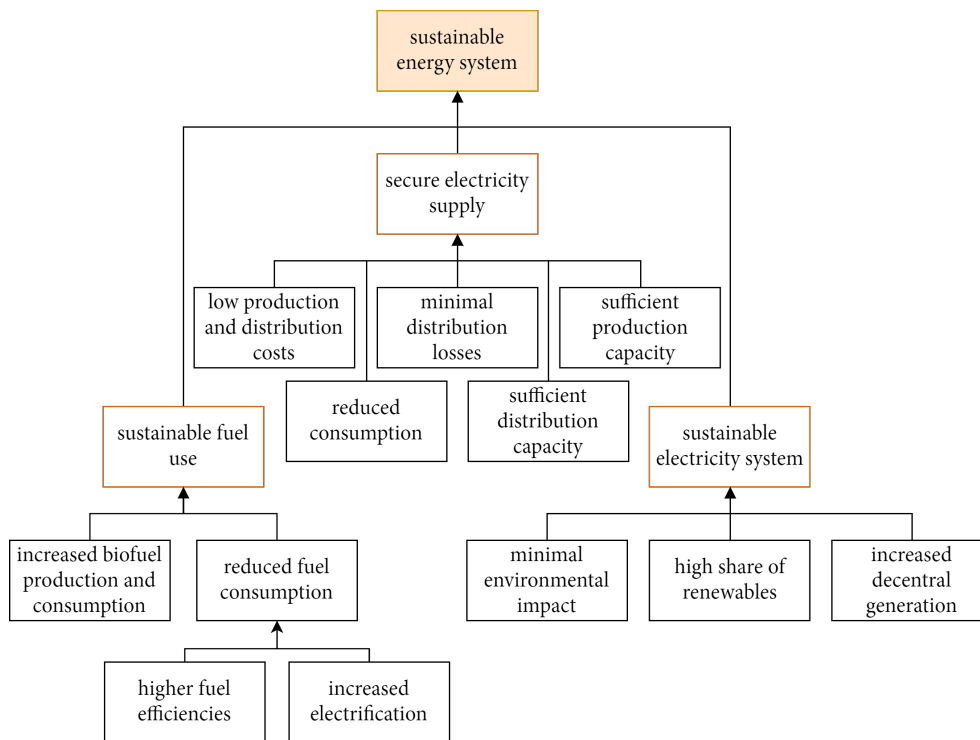 sustainable
energy system
secure electricity
supply
low production
and distribution
costs
minimal
distribution
losses
sufficient
production
capacity
reduced
consumption
sufficient
distribution
capacity
sustainable fuel
use
sustainable
electricity system
increased biofuel
production and
consumption
reduced fuel
consumption
minimal
environmental
impact
high share of
renewables
increased
decentral
generation
higher fuel
efficiencies
increased
electrification